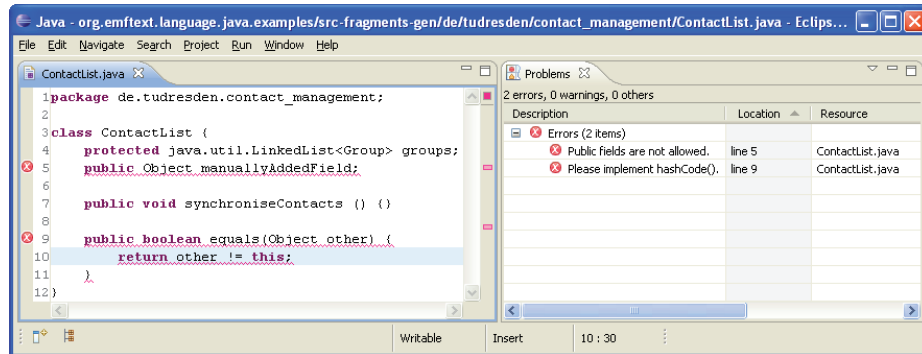 Java - org.emftext.language.java.examples/src-fragments-gen/de/tudresden/contact_management/ContactList.java - Eclips...
File Edit Navigate Search Project Run Window Help
ContactList.java
1package de.tudresden.contact_management;
2
3class ContactList {
4 protected java.util.LinkedList<Group> groups;
5 public Object manuallyAddedField;
6
7 public void synchroniseContacts () {}
8
9 public boolean equals(Object other) {
10 return other != this;
11 }
12}
Problems
2 errors, 0 warnings, 0 others
Description Location Resource
Errors (2 items)
Public fields are not allowed. line 5 ContactList.java
Please implement hashCode(). line 9 ContactList.java
Writable Insert 10 : 30